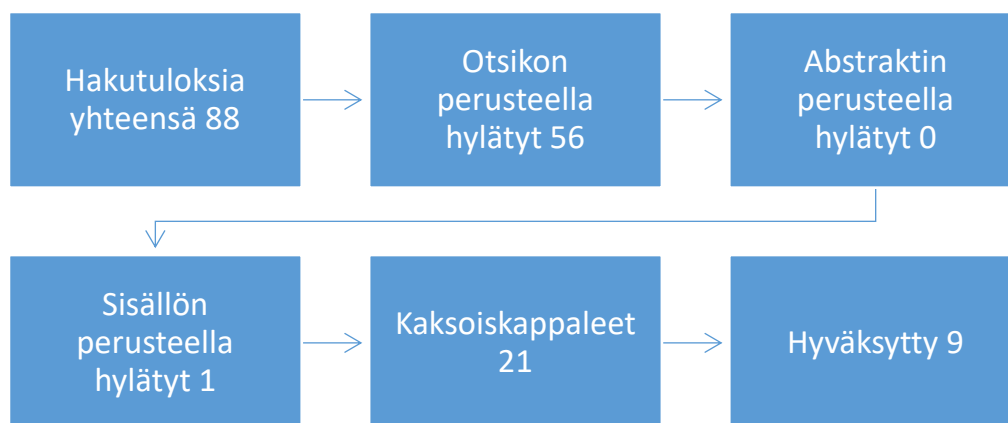 Hakutuloksia
yhteensä 88
Otsikon
perusteella
hylätyt 56
Abstraktin
perusteella
hylätyt 0
Sisällön
perusteella
hylätyt 1
Kaksoiskappaleet
21
Hyväksytty 9